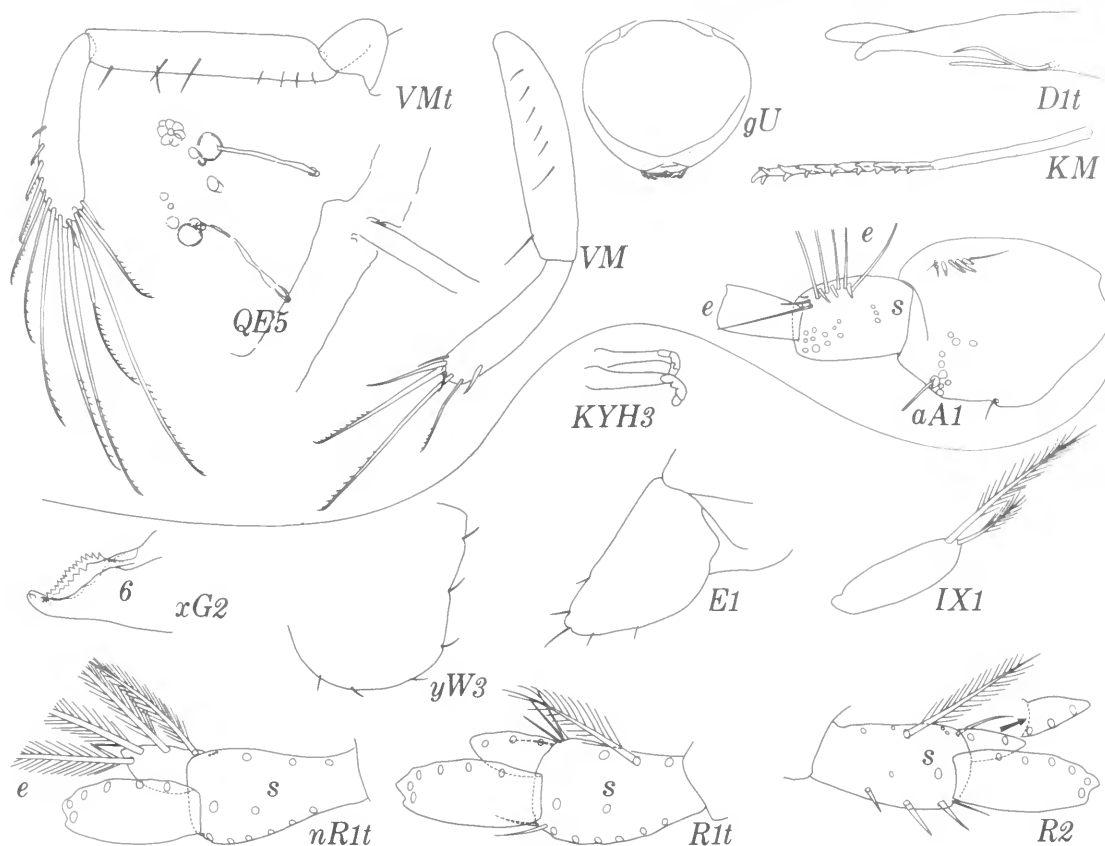 VMt
gU
D1t
KM
VM
QE5
e
e
s
aA1
KYH3
6
xG2
yW3
E1
IX1
e
s
nR1t
s
R1t
s
R2